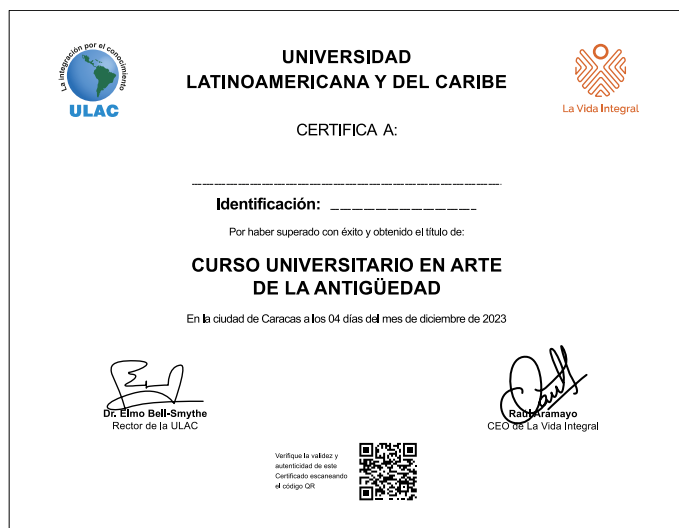 La integración por el conocimiento
ULAC
UNIVERSIDAD
LATINOAMERICANA Y DEL CARIBE
La Vida Integral
CERTIFICA A:
Identificación:
Por haber superado con éxito y obtenido el título de:
CURSO UNIVERSITARIO EN ARTE
DE LA ANTIGÜEDAD
En la ciudad de Caracas a los 04 días del mes de diciembre de 2023
Dr. Elmo Bell-Smythe
Rector de la ULAC
Raúl Aramayo
CEO de La Vida Integral
Verifique la validez y
autenticidad de este
Certificado escaneando
el código QR